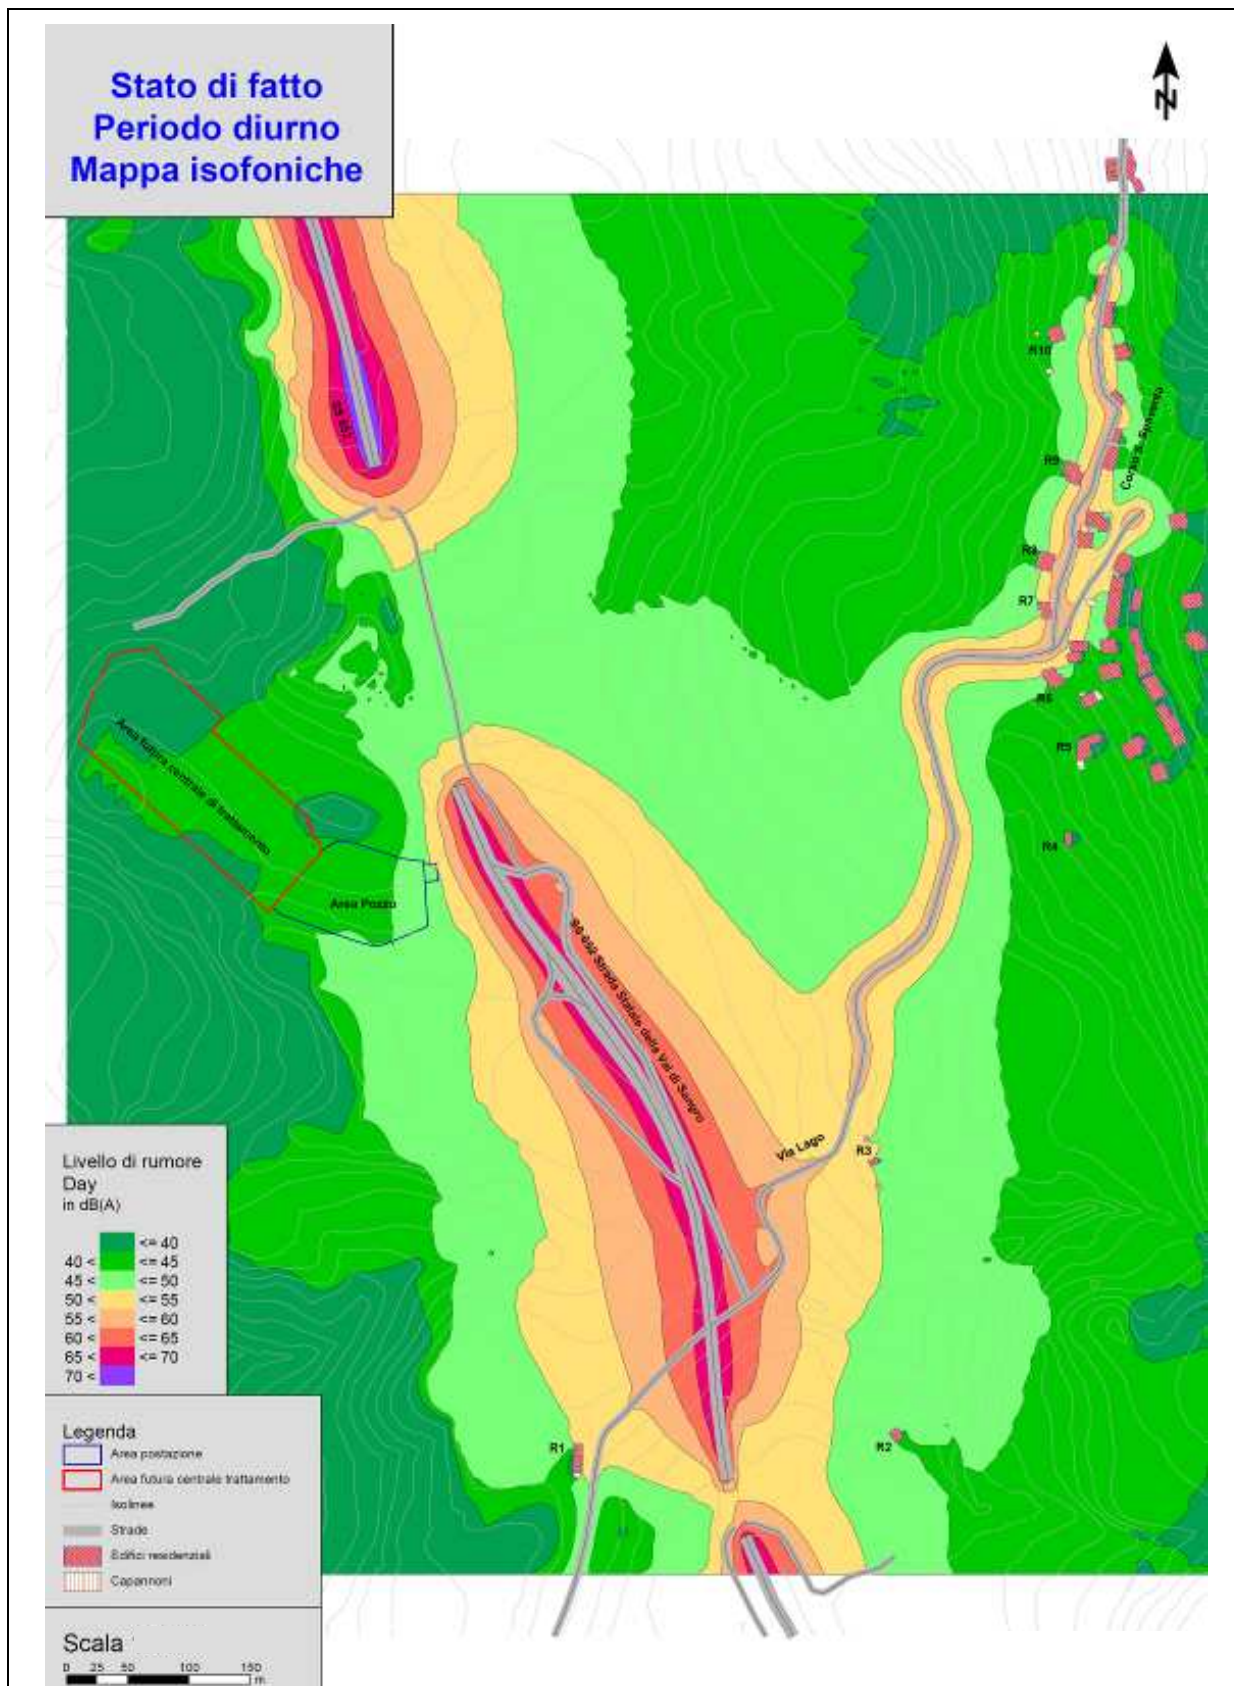 Stato di fatto
Periodo diurno
Mappa isofoniche
N
R10
Corso S. Spaventa
R9
R8
R7
R6
R5
R4
Area futura centrale di trattamento
Area Pozzo
SS 652 Strada Statale della Val di Sangro
Via Lago
R3
R1
R2
Livello di rumore
Day
in dB(A)
<= 40
40 < <= 45
45 < <= 50
50 < <= 55
55 < <= 60
60 < <= 65
65 < <= 70
70 <
Legenda
Area postazione
Area futura centrale trattamento
Isolinee
Strade
Edifici residenziali
Capannoni
Scala
0 25 50 100 150
m